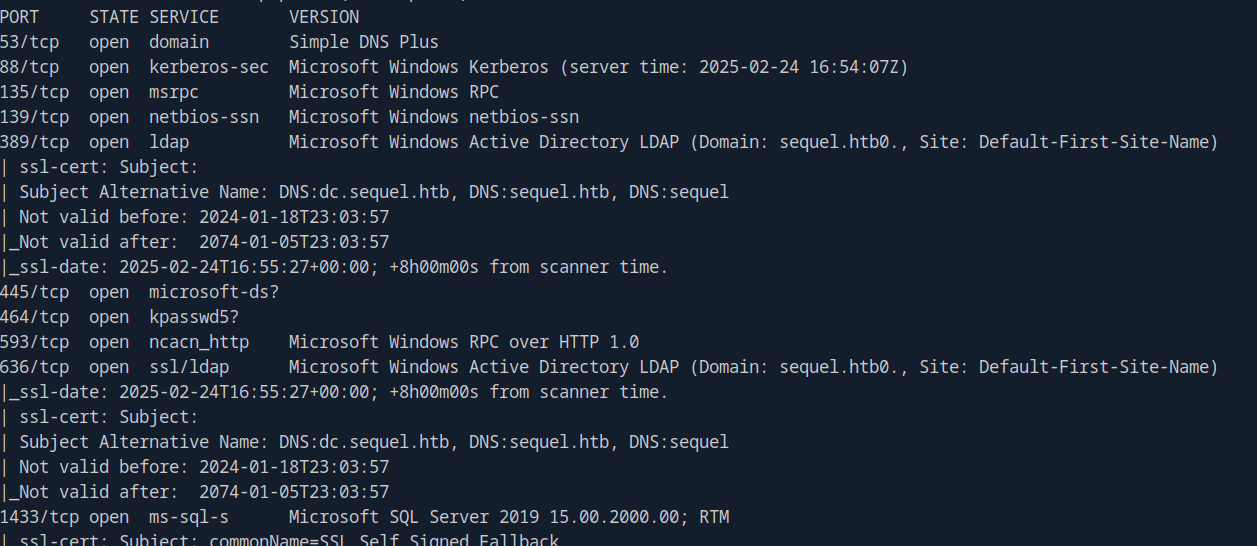 PORT     STATE SERVICE       VERSION
53/tcp   open  domain        Simple DNS Plus
88/tcp   open  kerberos-sec  Microsoft Windows Kerberos (server time: 2025-02-24 16:54:07Z)
135/tcp  open  msrpc         Microsoft Windows RPC
139/tcp  open  netbios-ssn   Microsoft Windows netbios-ssn
389/tcp  open  ldap          Microsoft Windows Active Directory LDAP (Domain: sequel.htb0., Site: Default-First-Site-Name)
| ssl-cert: Subject:
| Subject Alternative Name: DNS:dc.sequel.htb, DNS:sequel.htb, DNS:sequel
| Not valid before: 2024-01-18T23:03:57
|_Not valid after:  2074-01-05T23:03:57
|_ssl-date: 2025-02-24T16:55:27+00:00; +8h00m00s from scanner time.
445/tcp  open  microsoft-ds?
464/tcp  open  kpasswd5?
593/tcp  open  ncacn_http    Microsoft Windows RPC over HTTP 1.0
636/tcp  open  ssl/ldap      Microsoft Windows Active Directory LDAP (Domain: sequel.htb0., Site: Default-First-Site-Name)
|_ssl-date: 2025-02-24T16:55:27+00:00; +8h00m00s from scanner time.
| ssl-cert: Subject:
| Subject Alternative Name: DNS:dc.sequel.htb, DNS:sequel.htb, DNS:sequel
| Not valid before: 2024-01-18T23:03:57
|_Not valid after:  2074-01-05T23:03:57
1433/tcp open  ms-sql-s      Microsoft SQL Server 2019 15.00.2000.00; RTM
| ssl-cert: Subject: commonName=SSL_Self_Signed_Fallback